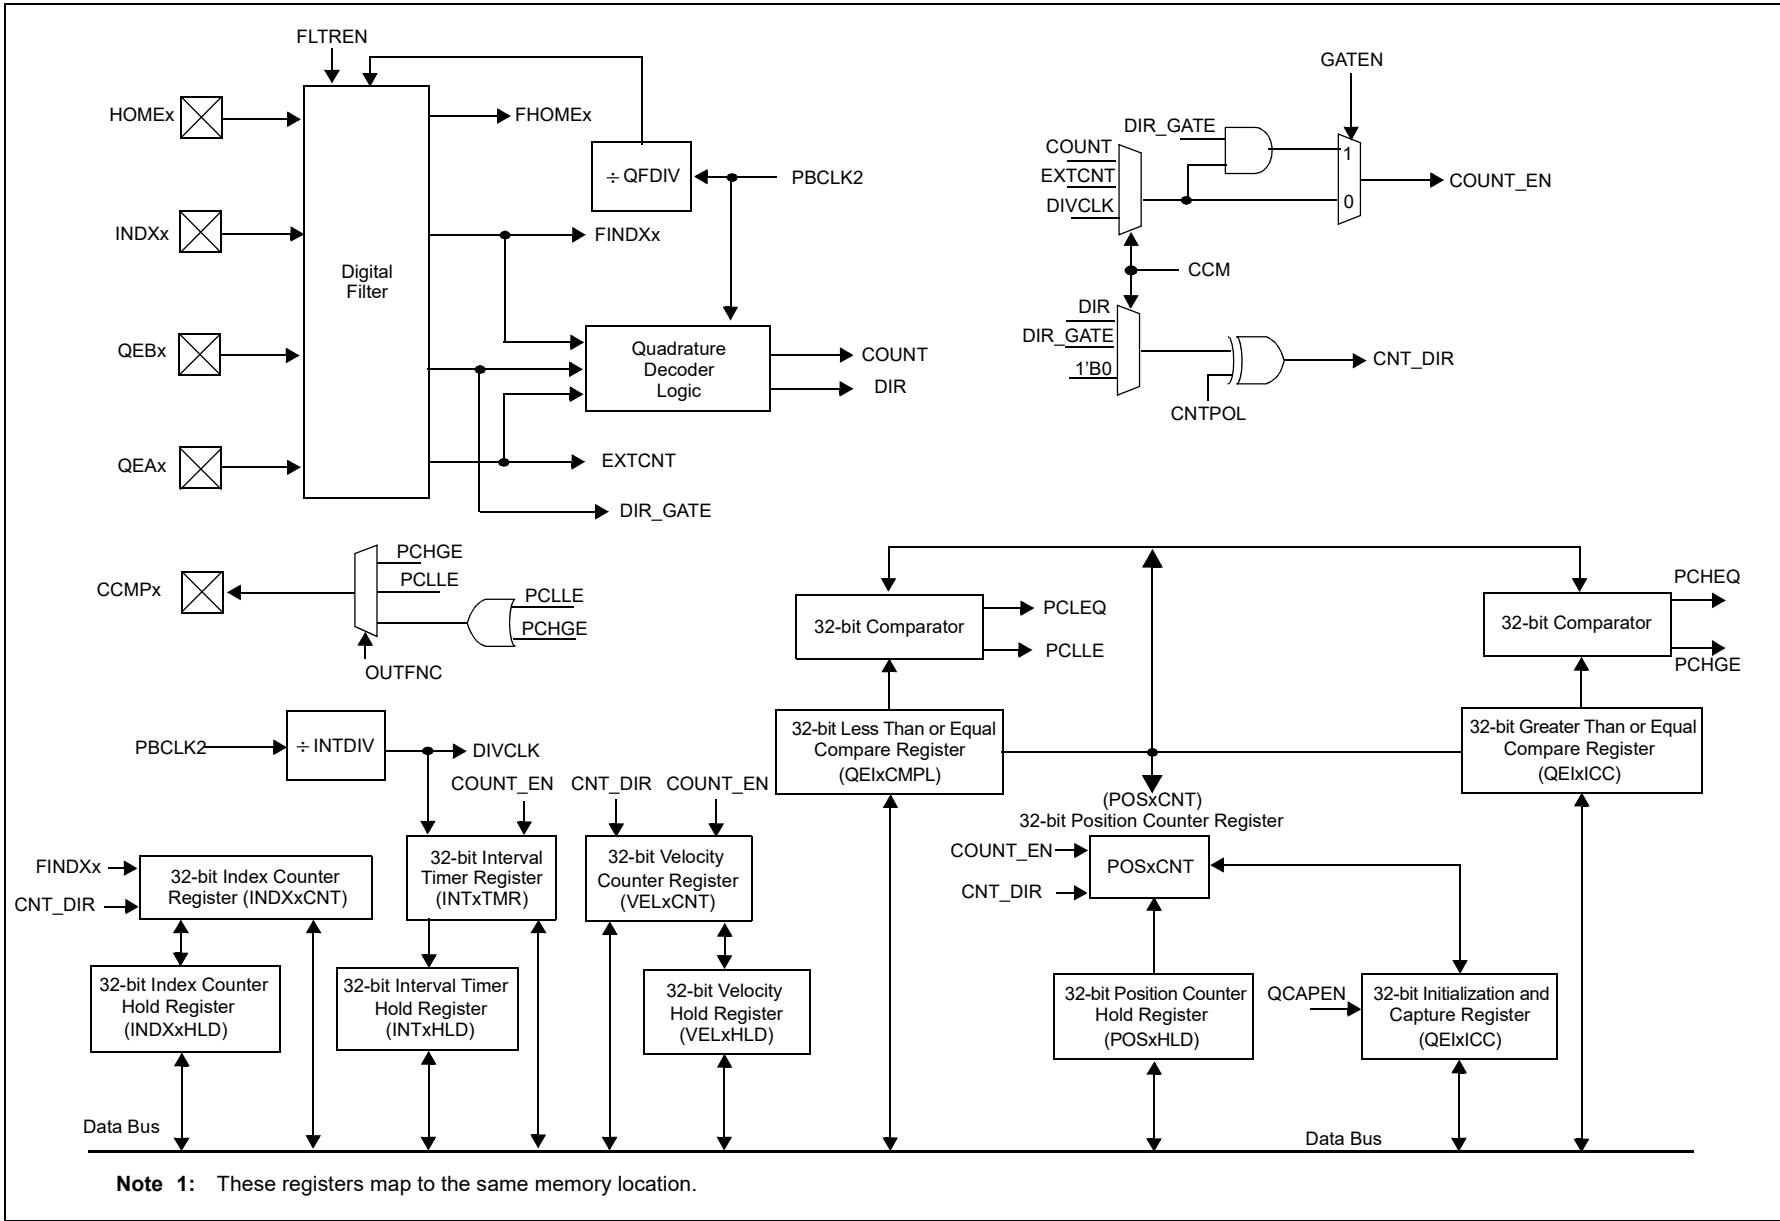 FLTREN
HOMEx
FHOMEx
÷ QFDIV
PBCLK2
INDXx
FINDXx
Digital
Filter
QEBx
Quadrature
Decoder
Logic
COUNT
DIR
QEAx
EXTCNT
DIR_GATE
GATEN
DIR_GATE
COUNT
EXTCNT
DIVCLK
1
0
COUNT_EN
CCM
DIR
DIR_GATE
1'B0
CNT_DIR
CNTPOL
CCMPx
PCHGE
PCLLE
PCLLE
PCHGE
OUTFNC
32-bit Comparator
PCLEQ
PCLLE
32-bit Comparator
PCHEQ
PCHGE
32-bit Less Than or Equal
Compare Register
(QEIxCMPL)
32-bit Greater Than or Equal
Compare Register
(QEIxICC)
PBCLK2
÷ INTDIV
DIVCLK
COUNT_EN
CNT_DIR
COUNT_EN
(POSxCNT)
32-bit Position Counter Register
COUNT_EN
CNT_DIR
POSxCNT
FINDXx
CNT_DIR
32-bit Index Counter
Register (INDXxCNT)
32-bit Interval
Timer Register
(INTxTMR)
32-bit Velocity
Counter Register
(VELxCNT)
32-bit Index Counter
Hold Register
(INDXxHLD)
32-bit Interval Timer
Hold Register
(INTxHLD)
32-bit Velocity
Hold Register
(VELxHLD)
32-bit Position Counter
Hold Register
(POSxHLD)
QCAPEN
32-bit Initialization and
Capture Register
(QEIxICC)
Data Bus
Data Bus
Note 1: These registers map to the same memory location.